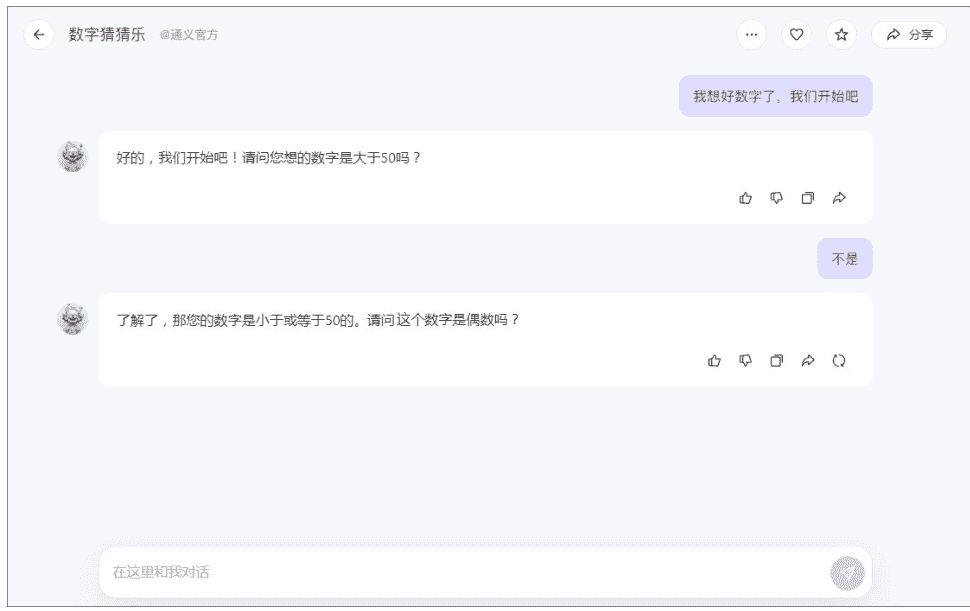 数字猜猜乐 @通义官方
分享
我想好数字了，我们开始吧
好的，我们开始吧！请问您想的数字是大于50吗？
不是
了解了，那您的数字是小于或等于50的。请问这个数字是偶数吗？
在这里和我对话